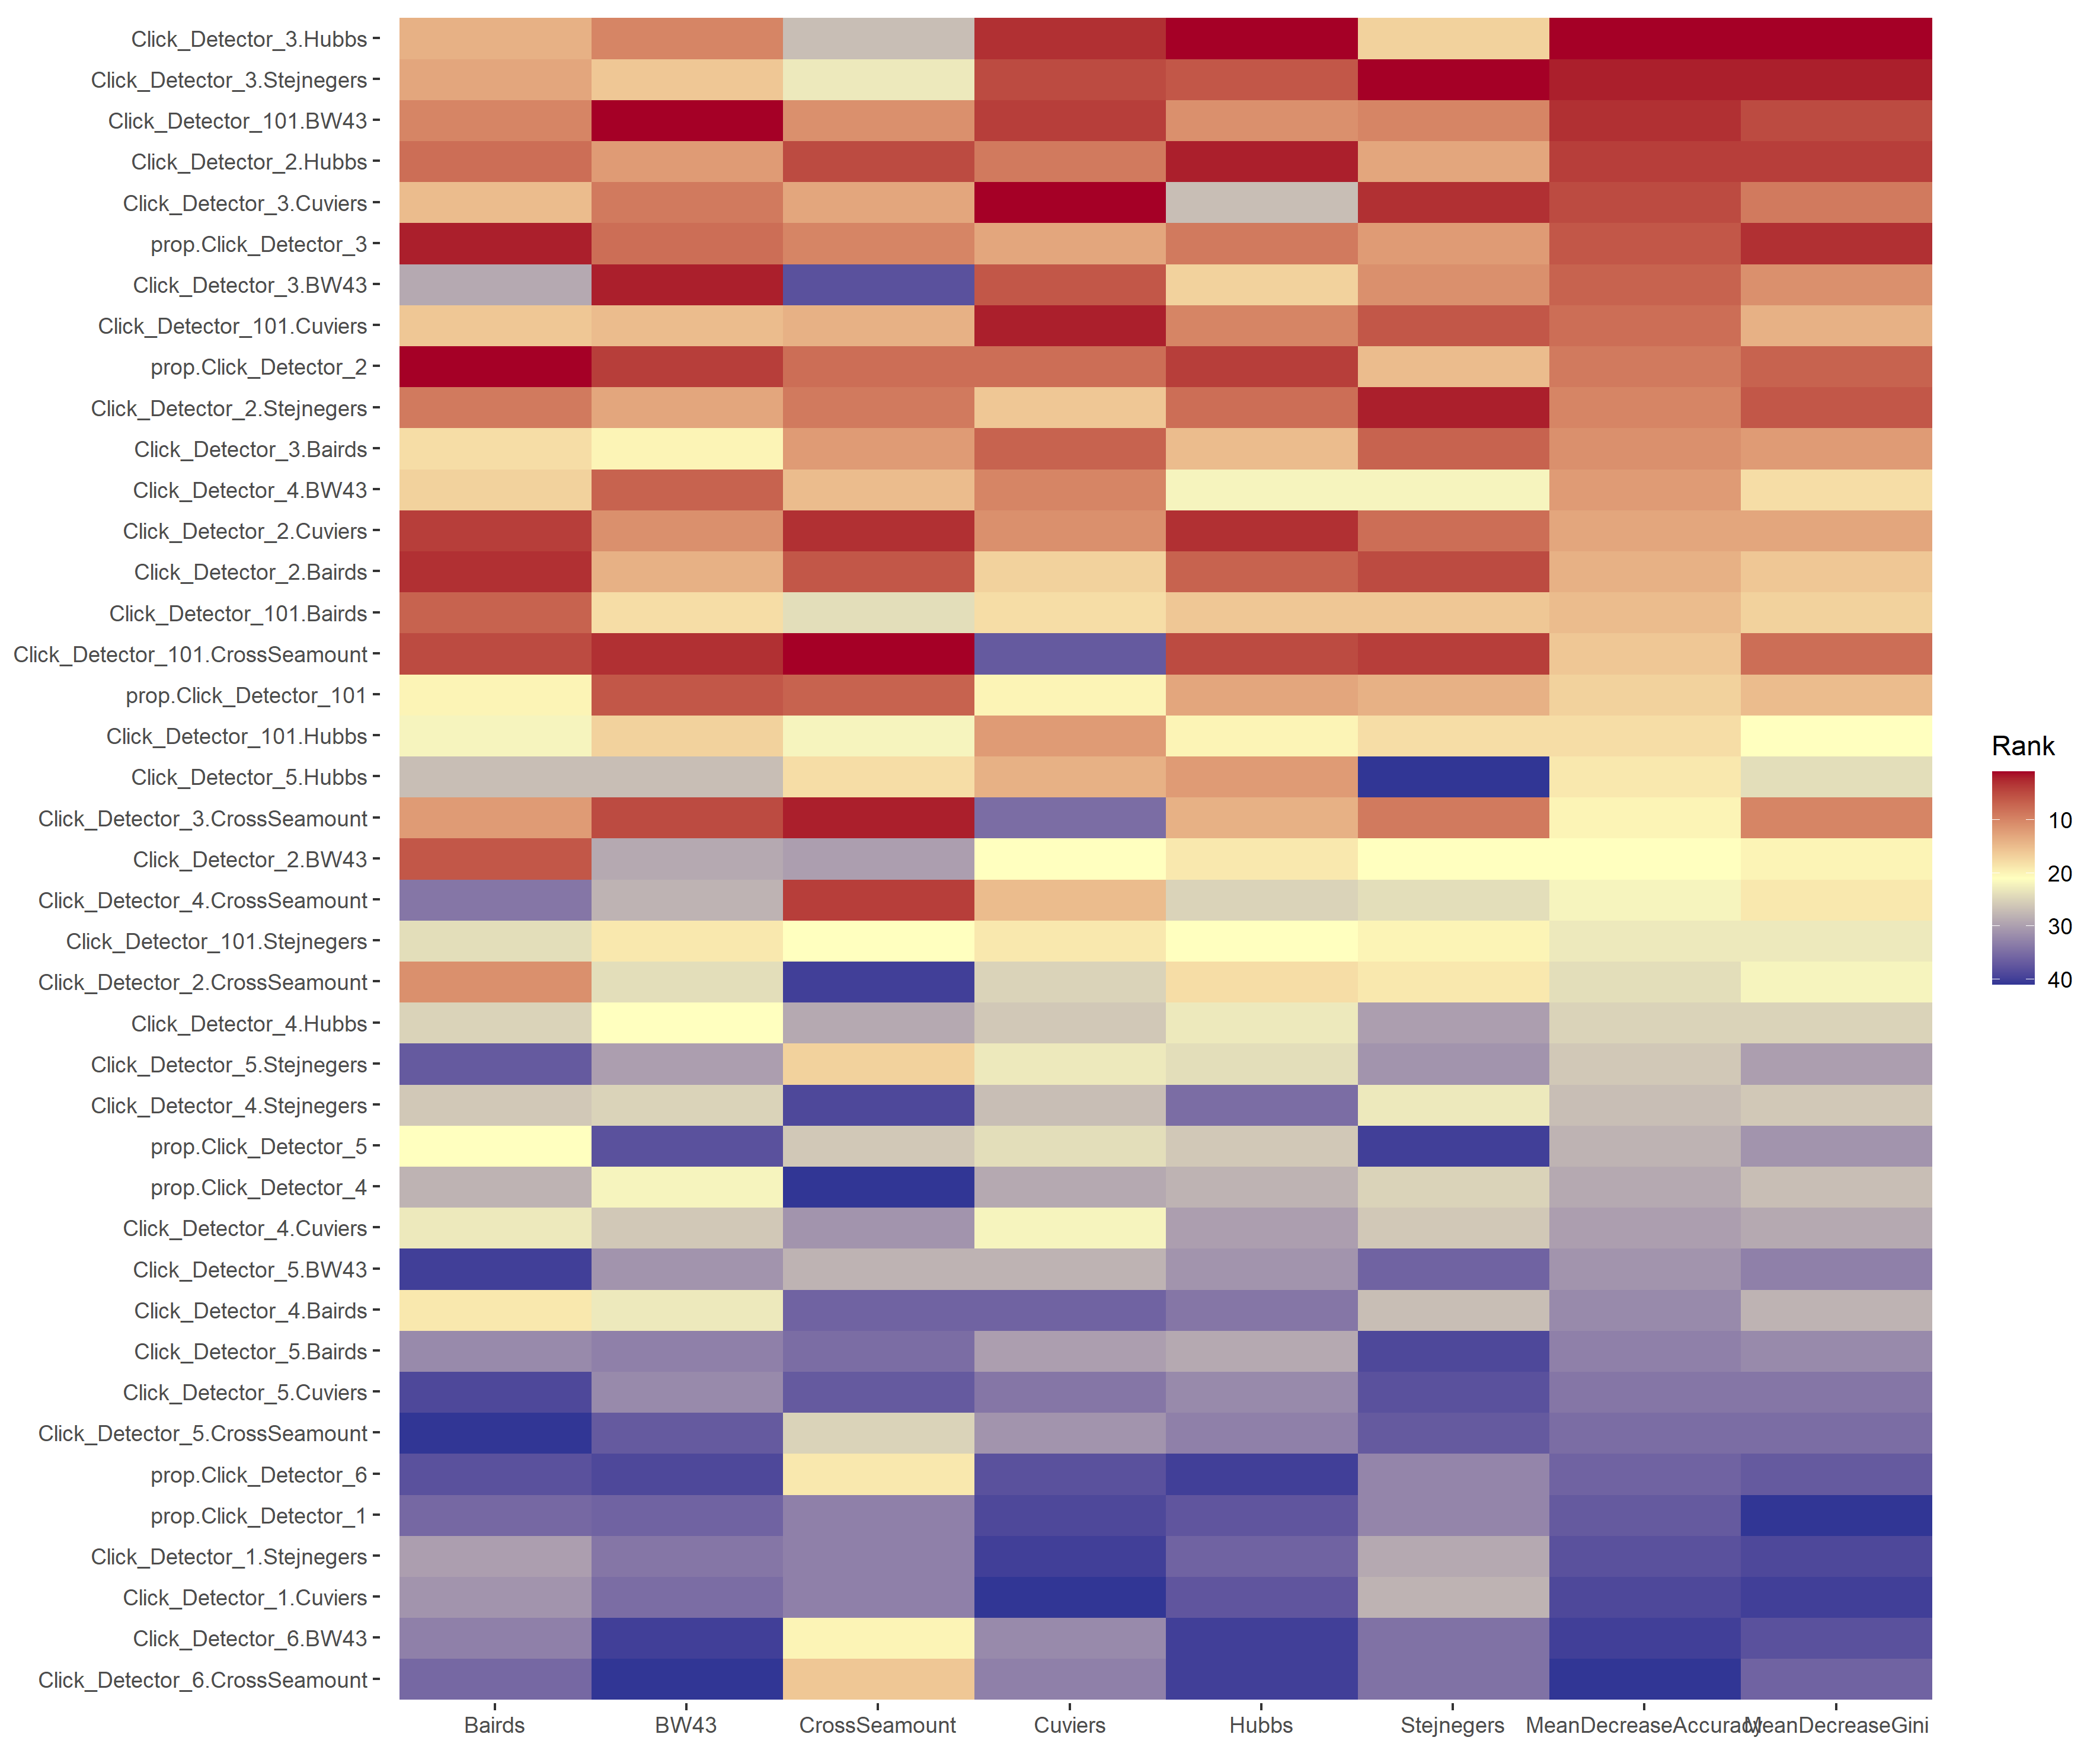 Click_Detector_3.Hubbs
Click_Detector_3.Stejnegers
Click_Detector_101.BW43
Click_Detector_2.Hubbs
Click_Detector_3.Cuviers
prop.Click_Detector_3
Click_Detector_3.BW43
Click_Detector_101.Cuviers
prop.Click_Detector_2
Click_Detector_2.Stejnegers
Click_Detector_3.Bairds
Click_Detector_4.BW43
Click_Detector_2.Cuviers
Click_Detector_2.Bairds
Click_Detector_101.Bairds
Click_Detector_101.CrossSeamount
prop.Click_Detector_101
Click_Detector_101.Hubbs
Click_Detector_5.Hubbs
Click_Detector_3.CrossSeamount
Click_Detector_2.BW43
Click_Detector_4.CrossSeamount
Click_Detector_101.Stejnegers
Click_Detector_2.CrossSeamount
Click_Detector_4.Hubbs
Click_Detector_5.Stejnegers
Click_Detector_4.Stejnegers
prop.Click_Detector_5
prop.Click_Detector_4
Click_Detector_4.Cuviers
Click_Detector_5.BW43
Click_Detector_4.Bairds
Click_Detector_5.Bairds
Click_Detector_5.Cuviers
Click_Detector_5.CrossSeamount
prop.Click_Detector_6
prop.Click_Detector_1
Click_Detector_1.Stejnegers
Click_Detector_1.Cuviers
Click_Detector_6.BW43
Click_Detector_6.CrossSeamount
Bairds BW43 CrossSeamount Cuviers Hubbs Stejnegers MeanDecreaseAccuracy MeanDecreaseGini
Rank
10
20
30
40